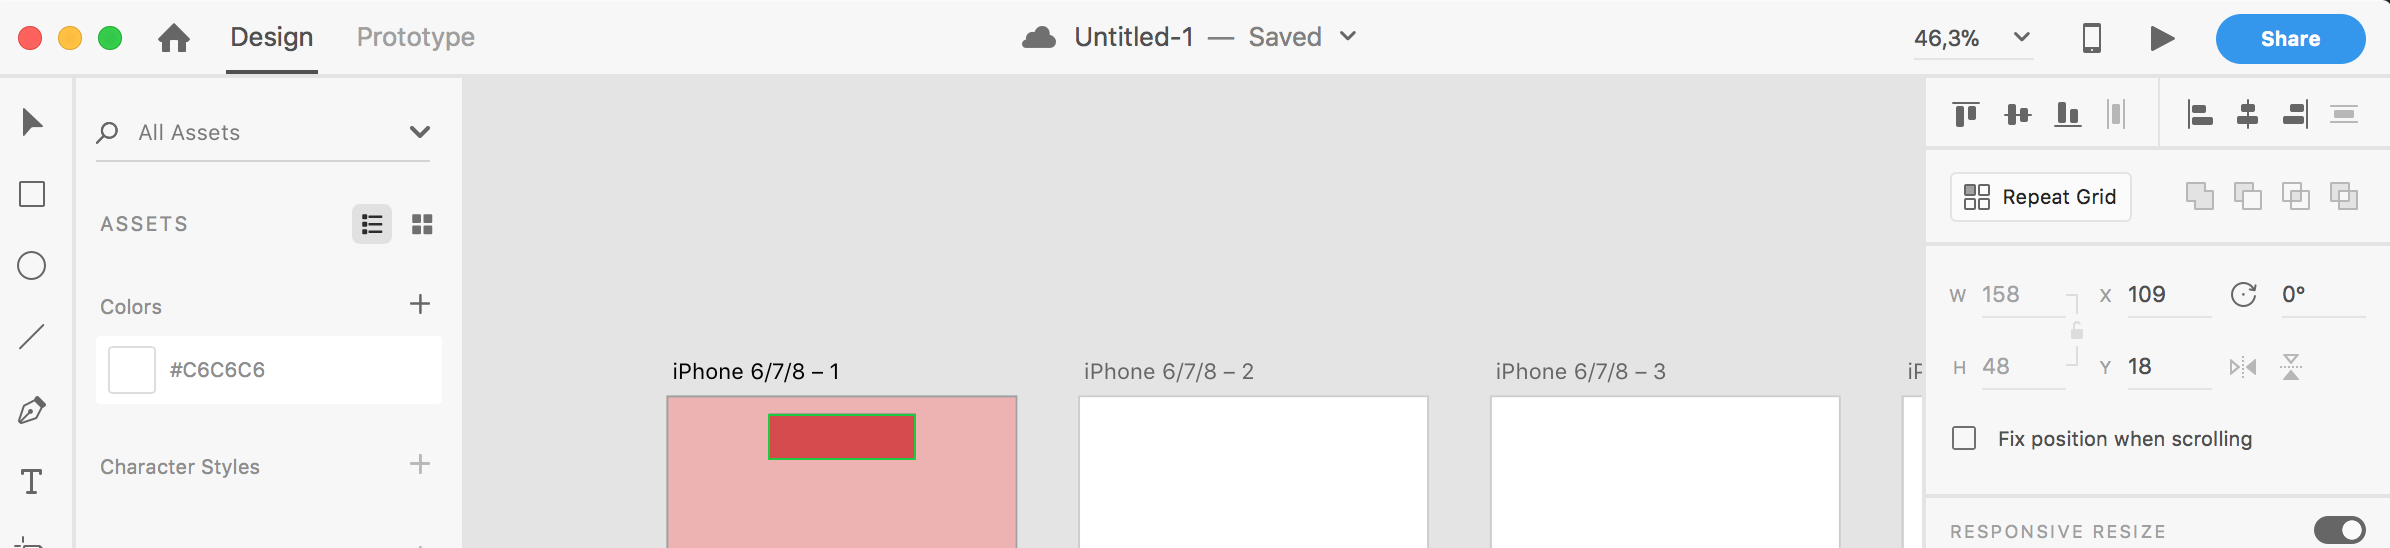 Design Prototype Untitled-1 — Saved 46,3% Share
All Assets
ASSETS
Colors
#C6C6C6
Character Styles
iPhone 6/7/8 – 1
iPhone 6/7/8 – 2
iPhone 6/7/8 – 3
Repeat Grid
W 158 X 109 0°
H 48 Y 18
Fix position when scrolling
RESPONSIVE RESIZE